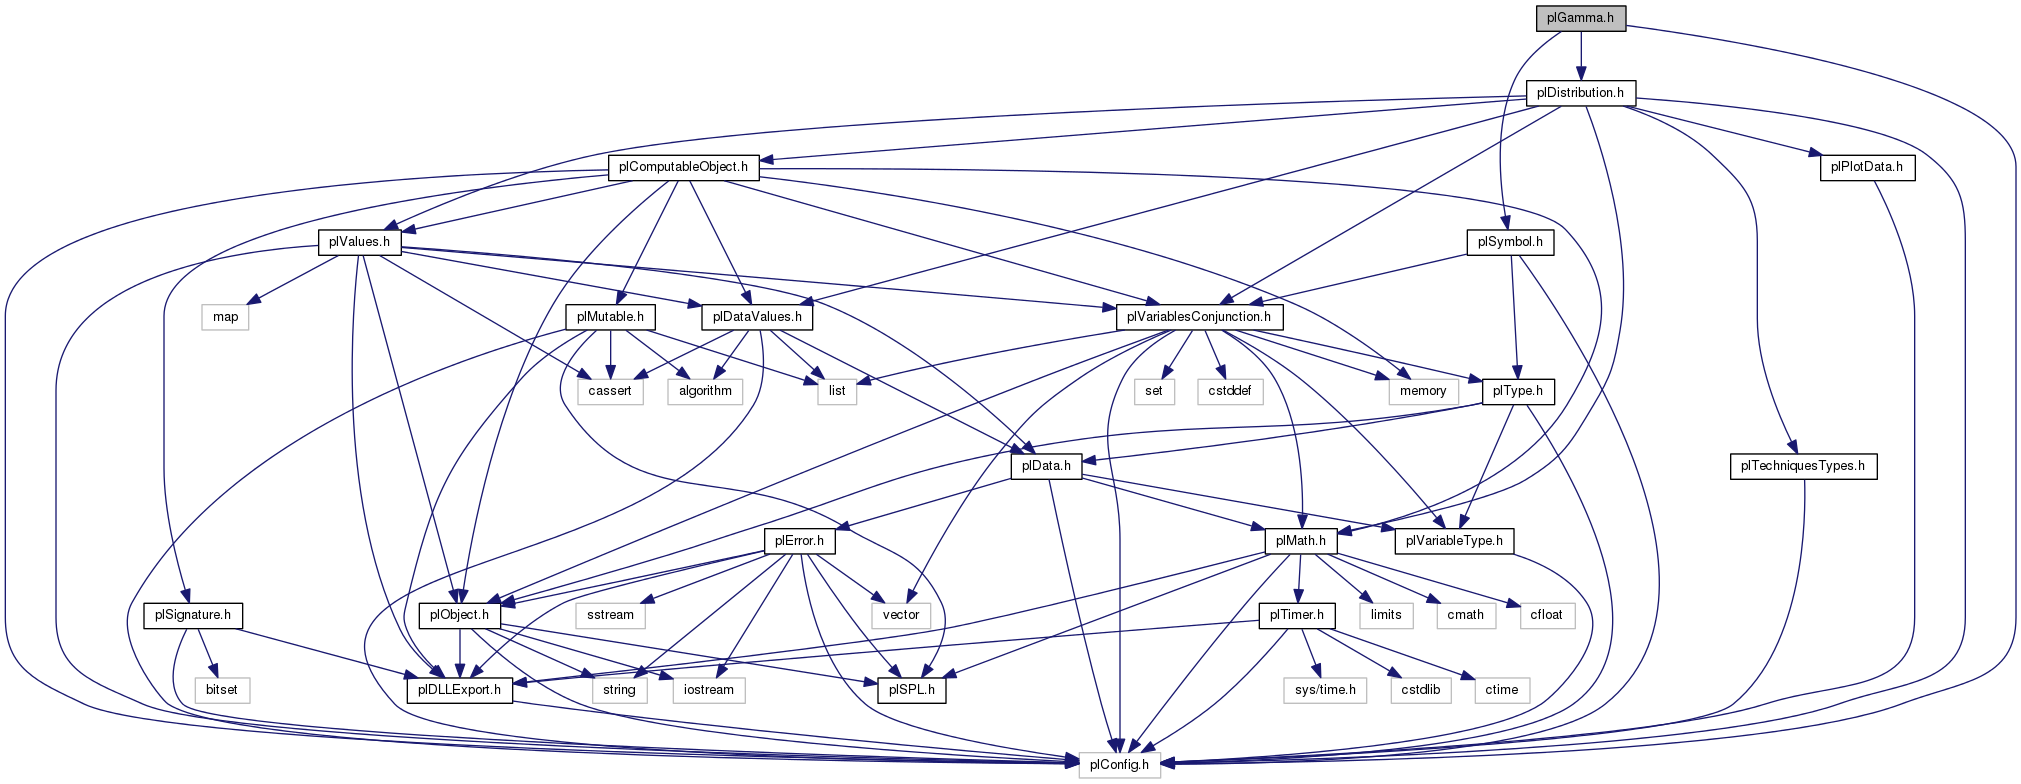 plGamma.h
plDistribution.h
plComputableObject.h
plPlotData.h
plValues.h
plSymbol.h
map
plMutable.h
plDataValues.h
plVariablesConjunction.h
cassert
algorithm
list
set
cstddef
memory
plType.h
plData.h
plTechniquesTypes.h
plError.h
plMath.h
plVariableType.h
plSignature.h
plObject.h
sstream
vector
plTimer.h
limits
cmath
cfloat
bitset
plDLLExport.h
string
iostream
plSPL.h
sys/time.h
cstdlib
ctime
plConfig.h